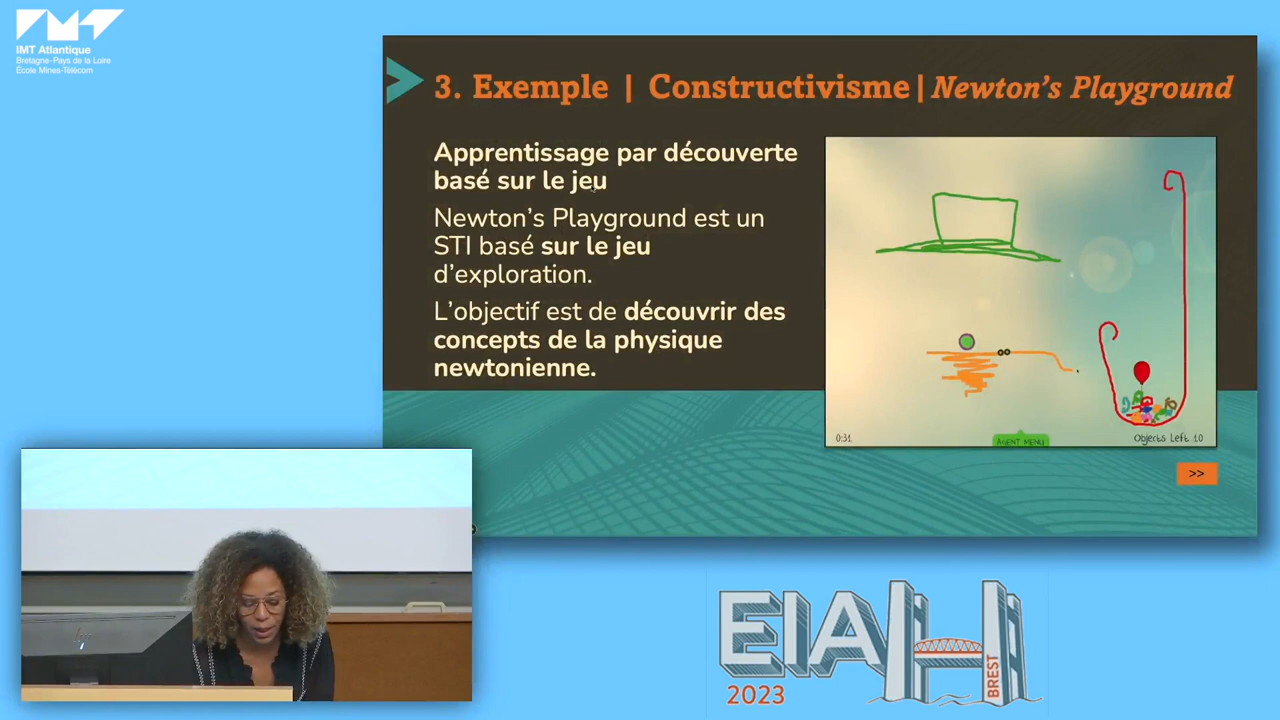 IMT Atlantique
Bretagne-Pays de la Loire
École Mines-Télécom
3. Exemple | Constructivisme | Newton's Playground
Apprentissage par découverte
basé sur le jeu
Newton's Playground est un
STI basé sur le jeu
d'exploration.
L'objectif est de découvrir des
concepts de la physique
newtonienne.
0:31
AGENT MENU
Objects Left 10
>>
EIAH
BREST
2023